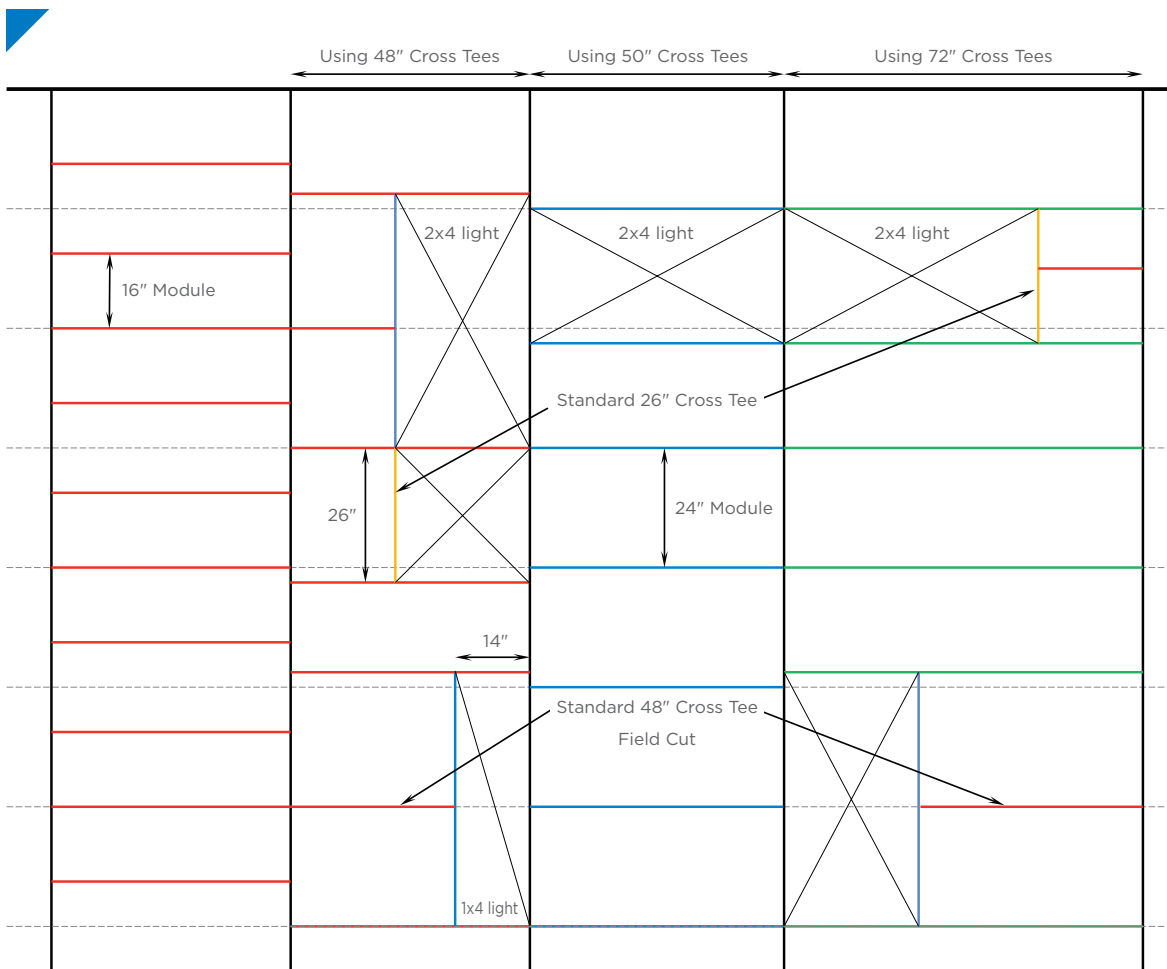 Using 48" Cross Tees
Using 50" Cross Tees
Using 72" Cross Tees
2x4 light
2x4 light
2x4 light
16" Module
Standard 26" Cross Tee
26"
24" Module
14"
Standard 48" Cross Tee
Field Cut
1x4 light